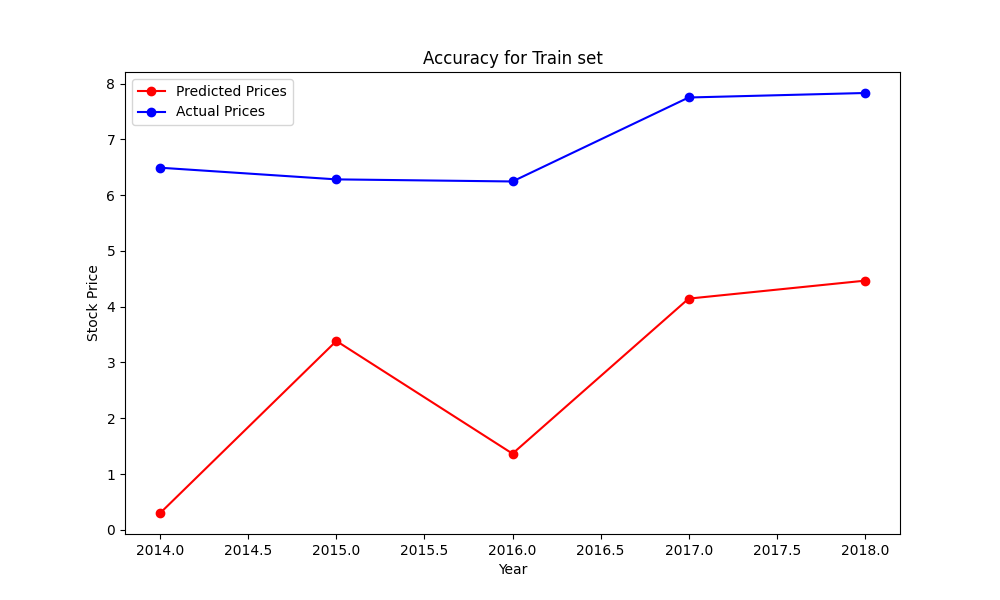 Accuracy for Train set
Predicted Prices
Actual Prices
8
7
6
5
4
3
2
1
0
Stock Price
2014.0 2014.5 2015.0 2015.5 2016.0 2016.5 2017.0 2017.5 2018.0
Year